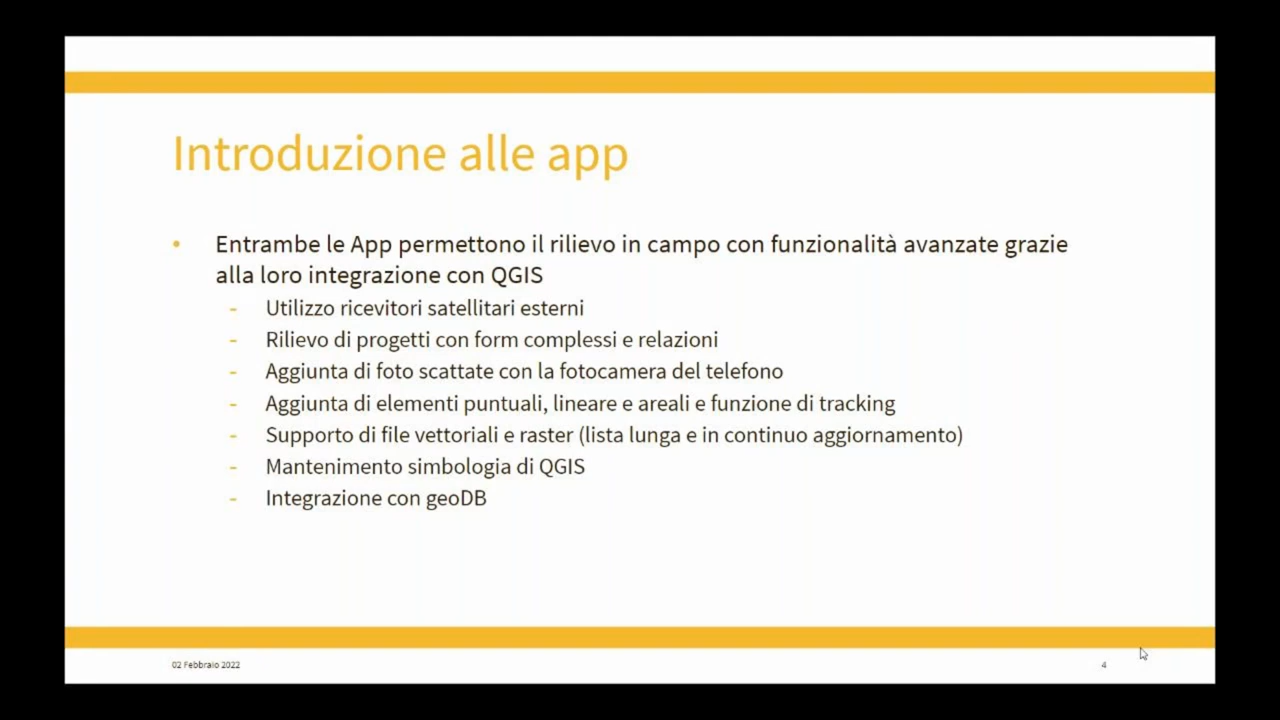 Introduzione alle app
• Entrambe le App permettono il rilievo in campo con funzionalità avanzate grazie
alla loro integrazione con QGIS
- Utilizzo ricevitori satellitari esterni
- Rilievo di progetti con form complessi e relazioni
- Aggiunta di foto scattate con la fotocamera del telefono
- Aggiunta di elementi puntuali, lineare e areali e funzione di tracking
- Supporto di file vettoriali e raster (lista lunga e in continuo aggiornamento)
- Mantenimento simbologia di QGIS
- Integrazione con geoDB
02 Febbraio 2022
4